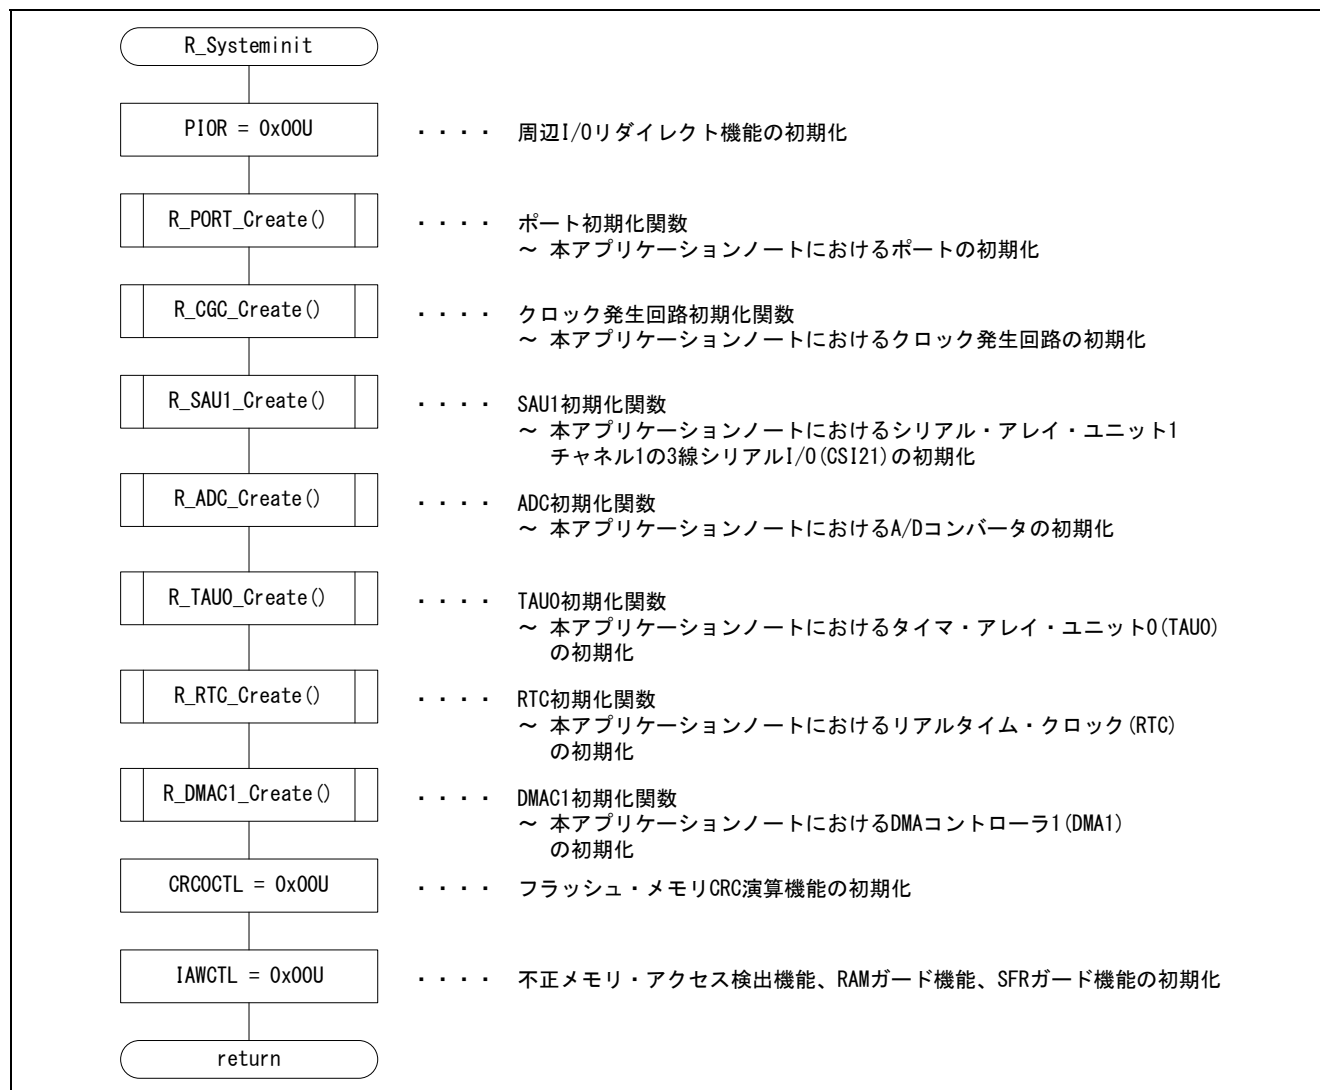 R_Systeminit
PIOR = 0x00U ・・・・ 周辺I/Oリダイレクト機能の初期化
R_PORT_Create() ・・・・ ポート初期化関数
～ 本アプリケーションノートにおけるポートの初期化
R_CGC_Create() ・・・・ クロック発生回路初期化関数
～ 本アプリケーションノートにおけるクロック発生回路の初期化
R_SAU1_Create() ・・・・ SAU1初期化関数
～ 本アプリケーションノートにおけるシリアル・アレイ・ユニット1
チャネル1の3線シリアルI/O(CSI21)の初期化
R_ADC_Create() ・・・・ ADC初期化関数
～ 本アプリケーションノートにおけるA/Dコンバータの初期化
R_TAU0_Create() ・・・・ TAU0初期化関数
～ 本アプリケーションノートにおけるタイマ・アレイ・ユニット0(TAU0)
の初期化
R_RTC_Create() ・・・・ RTC初期化関数
～ 本アプリケーションノートにおけるリアルタイム・クロック(RTC)
の初期化
R_DMAC1_Create() ・・・・ DMAC1初期化関数
～ 本アプリケーションノートにおけるDMAコントローラ1(DMA1)
の初期化
CRC0CTL = 0x00U ・・・・ フラッシュ・メモリCRC演算機能の初期化
IAWCTL = 0x00U ・・・・ 不正メモリ・アクセス検出機能、RAMガード機能、SFRガード機能の初期化
return